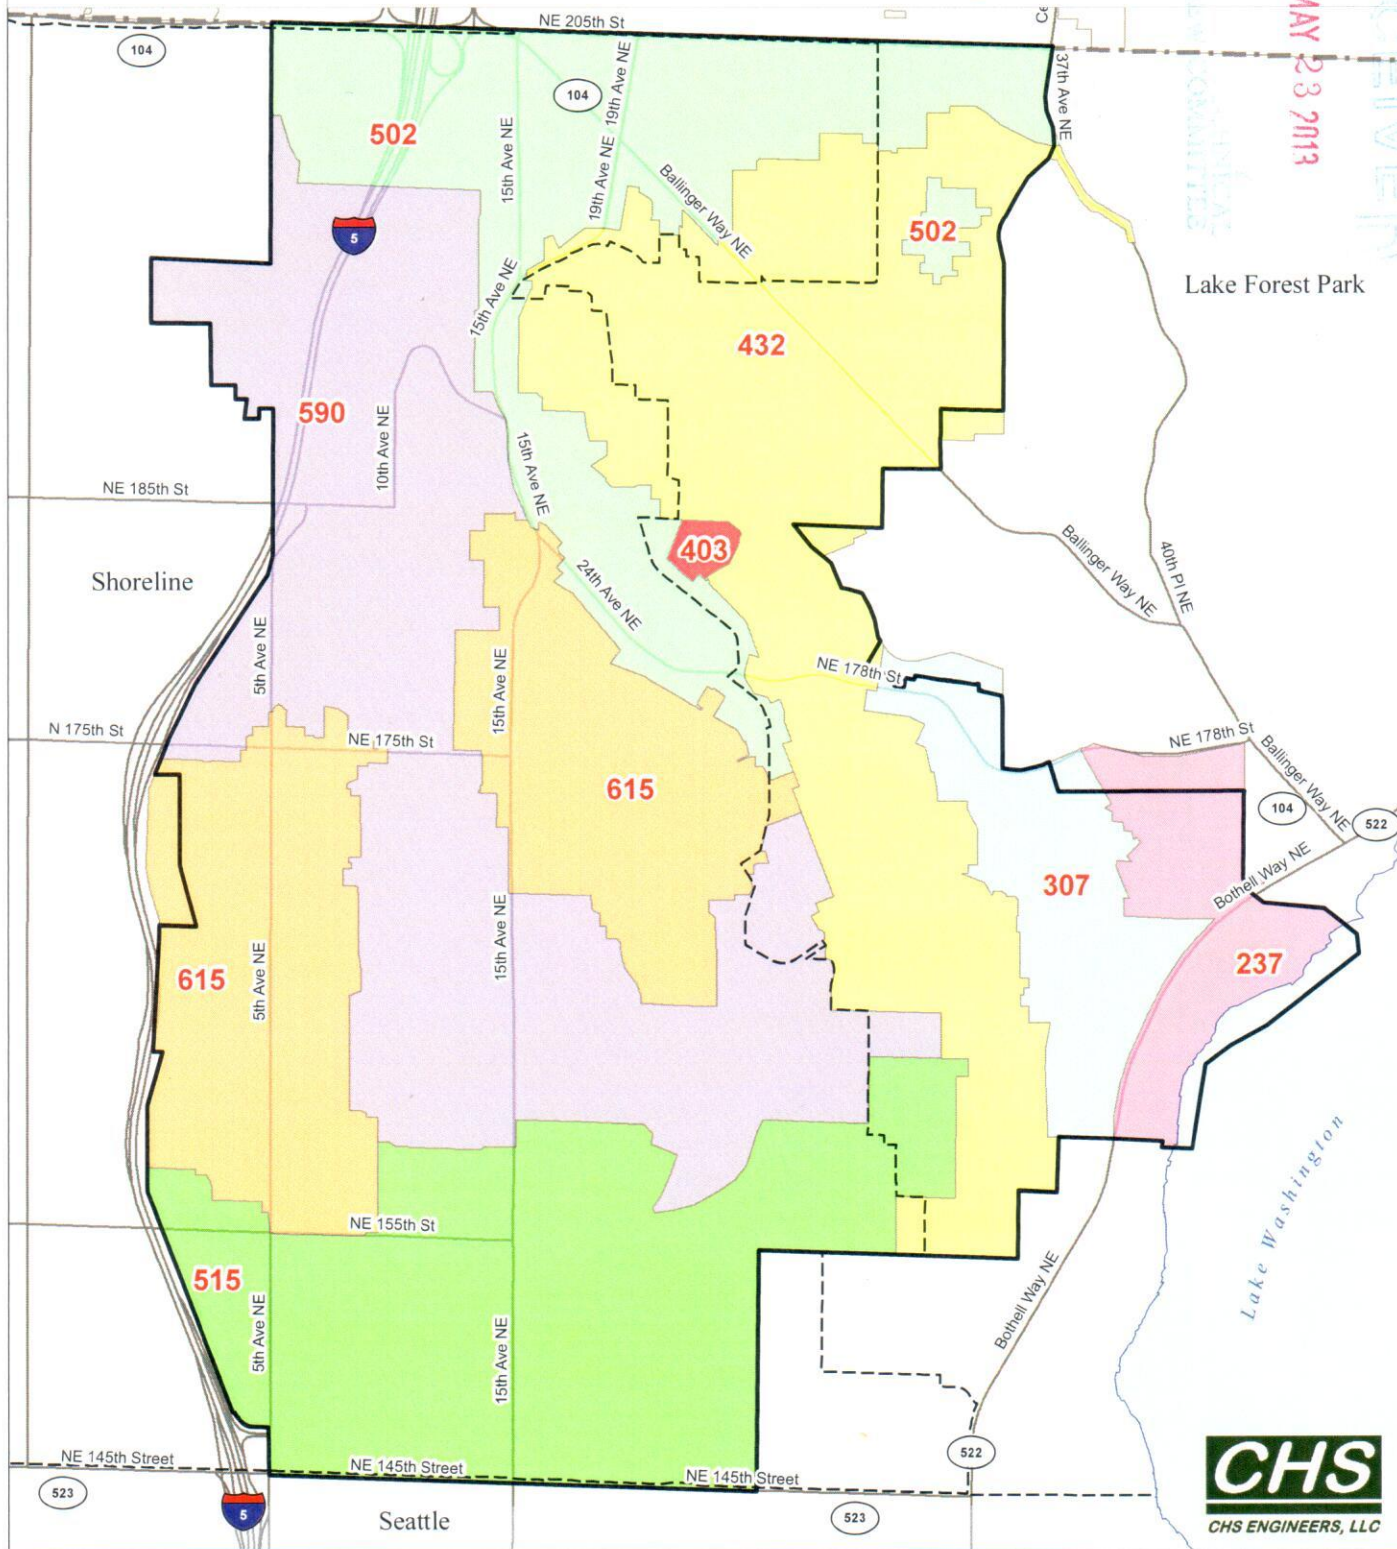 NE 205th St
104
37th Ave NE
MAY 23 2013
104
19th Ave NE
502
15th Ave NE
19th Ave NE
Ballinger Way NE
502
5
Lake Forest Park
15th Ave NE
432
590
10th Ave NE
15th Ave NE
NE 185th St
403
Ballinger Way NE
40th Pl NE
Shoreline
24th Ave NE
5th Ave NE
15th Ave NE
NE 178th St
N 175th St
NE 175th St
NE 178th St
Ballinger Way NE
615
104
522
307
Bothell Way NE
615
5th Ave NE
15th Ave NE
237
Lake Washington
NE 155th St
515
5th Ave NE
15th Ave NE
Bothell Way NE
NE 145th Street
NE 145th Street
NE 145th Street
522
523
5
Seattle
523
CHS
CHS ENGINEERS, LLC